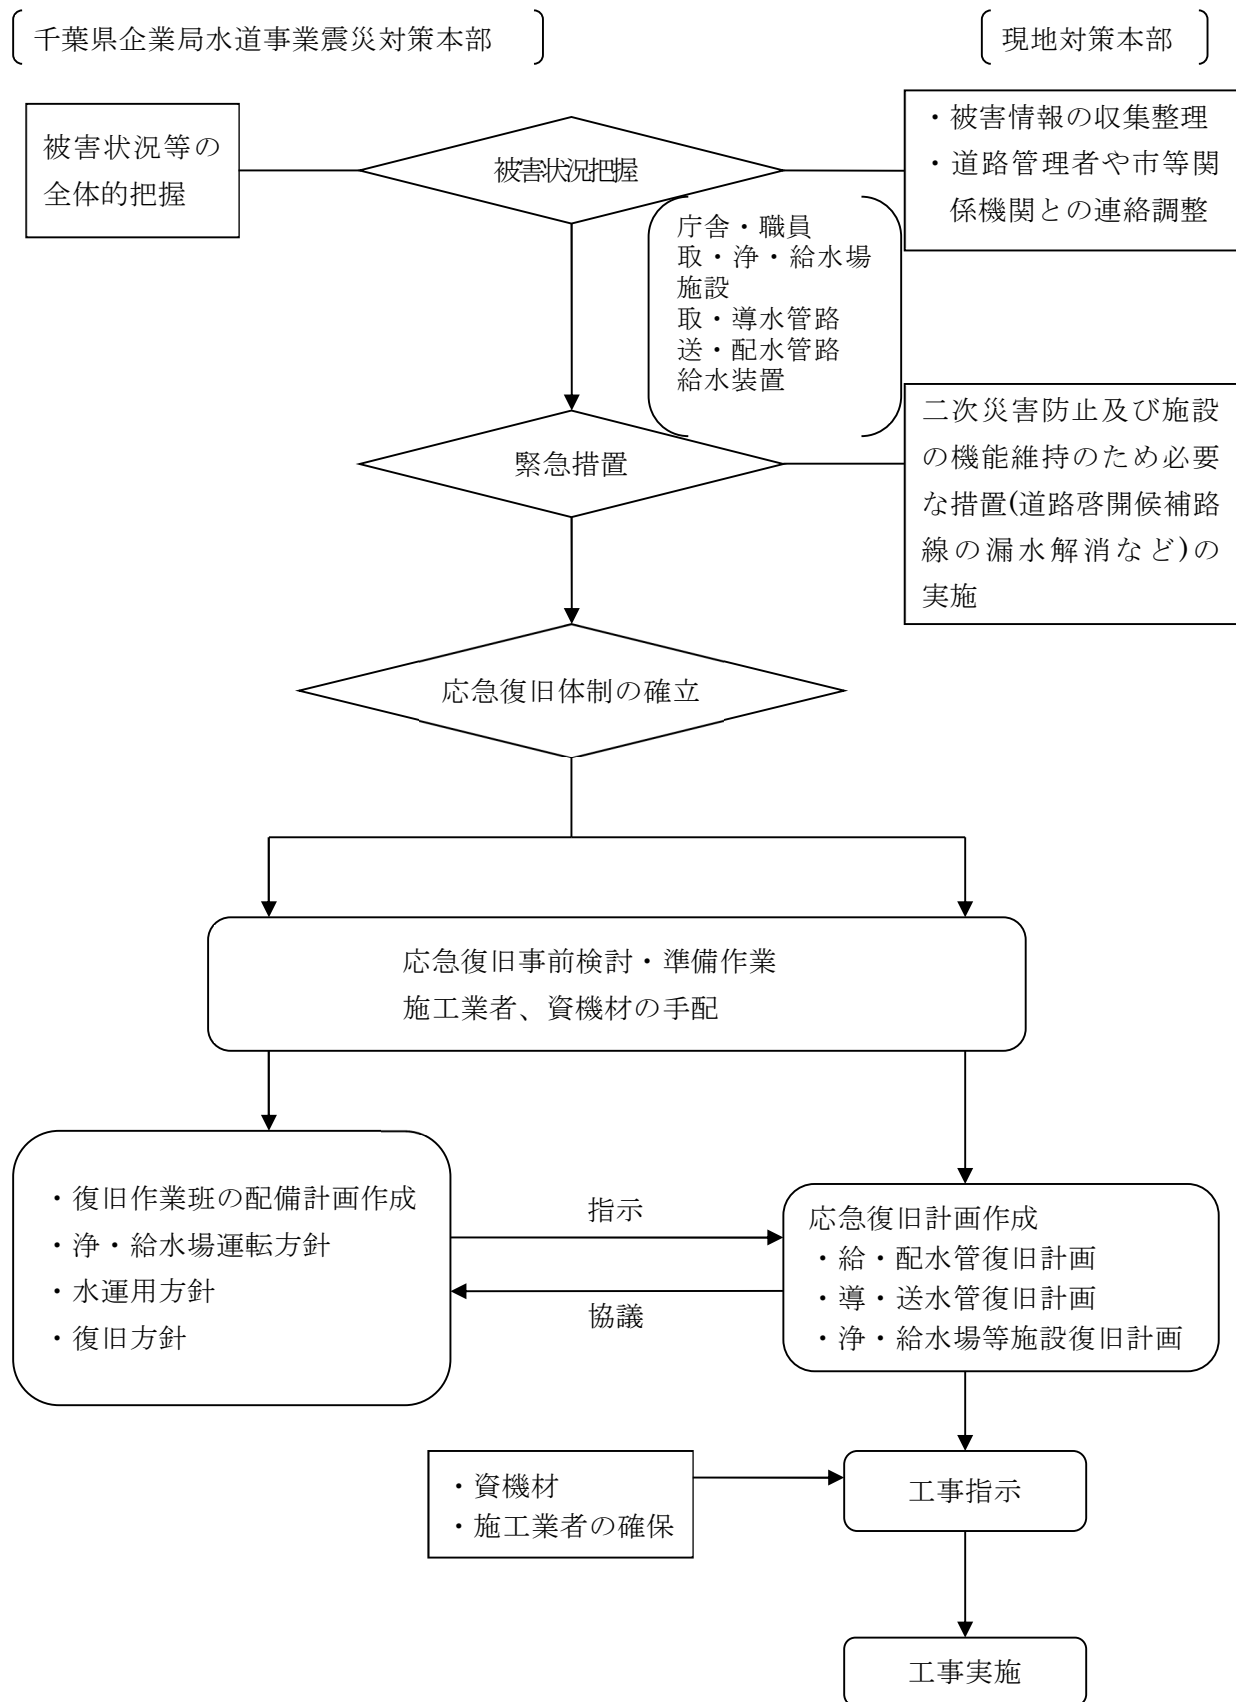 千葉県企業局水道事業震災対策本部
現地対策本部
被害状況等の
全体的把握
被害状況把握
・被害情報の収集整理
・道路管理者や市等関
係機関との連絡調整
庁舎・職員
取・浄・給水場
施設
取・導水管路
送・配水管路
給水装置
緊急措置
二次災害防止及び施設
の機能維持のため必要
な措置(道路啓開候補路
線の漏水解消など)の
実施
応急復旧体制の確立
応急復旧事前検討・準備作業
施工業者、資機材の手配
・復旧作業班の配備計画作成
・浄・給水場運転方針
・水運用方針
・復旧方針
指示
協議
応急復旧計画作成
・給・配水管復旧計画
・導・送水管復旧計画
・浄・給水場等施設復旧計画
・資機材
・施工業者の確保
工事指示
工事実施